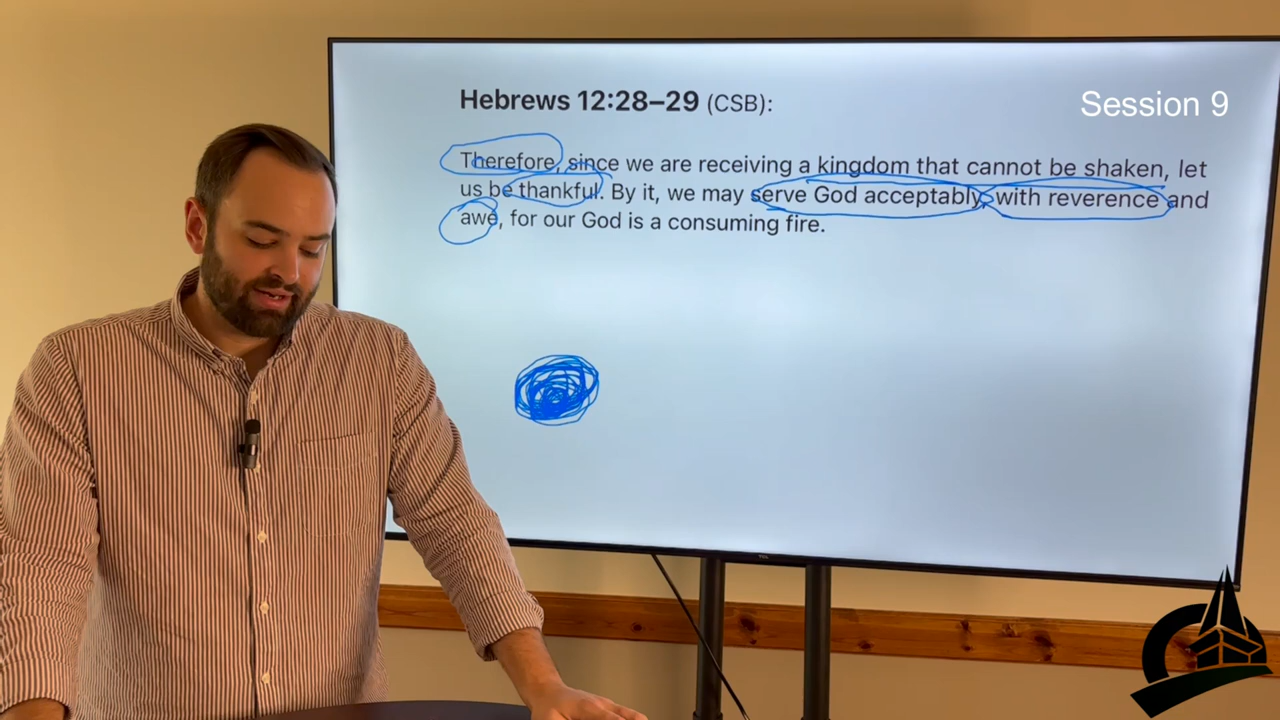 Hebrews 12:28–29 (CSB):
Session 9
Therefore, since we are receiving a kingdom that cannot be shaken, let
us be thankful. By it, we may serve God acceptably, with reverence and
awe, for our God is a consuming fire.
TCL